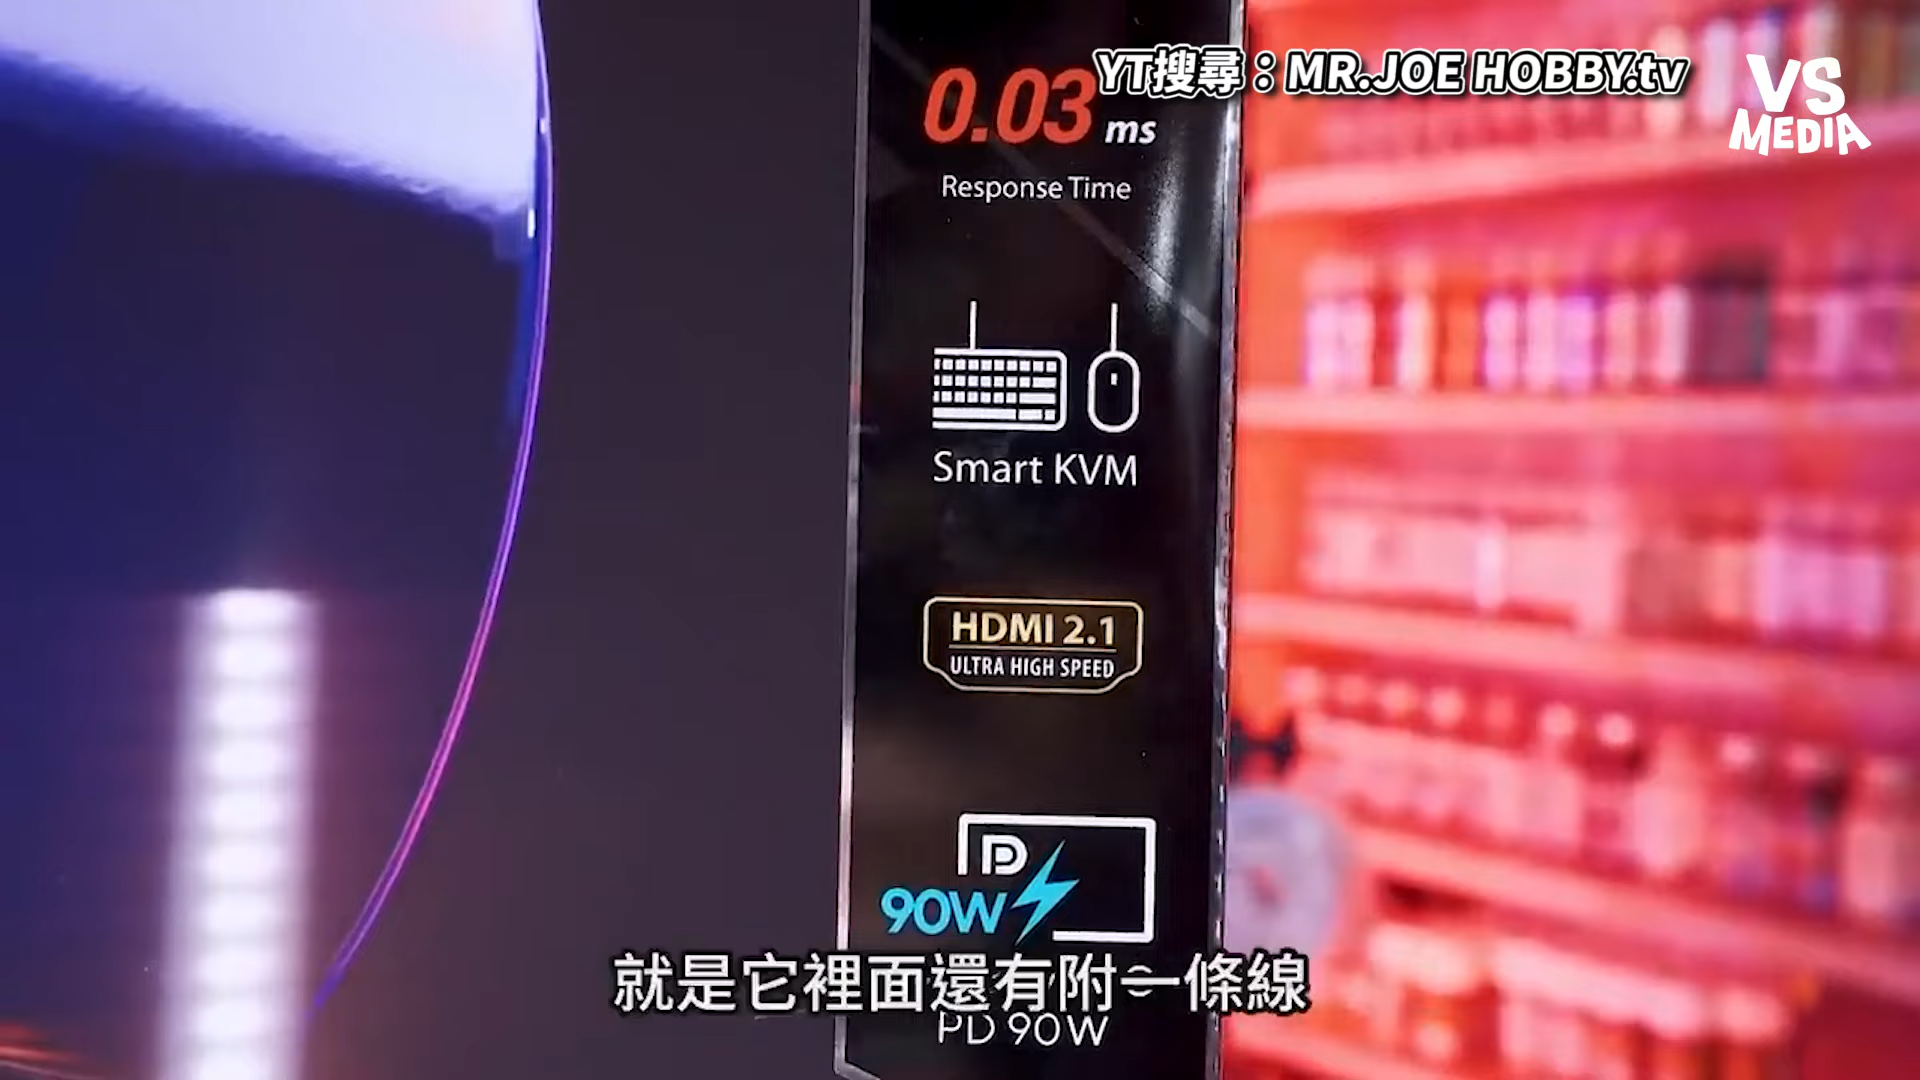 YT搜尋：MR.JOE HOBBY.tv
VS
MEDIA
0.03 ms
Response Time
Smart KVM
HDMI 2.1
ULTRA HIGH SPEED
PD
90W
就是它裡面還有附一條線
PD 90W